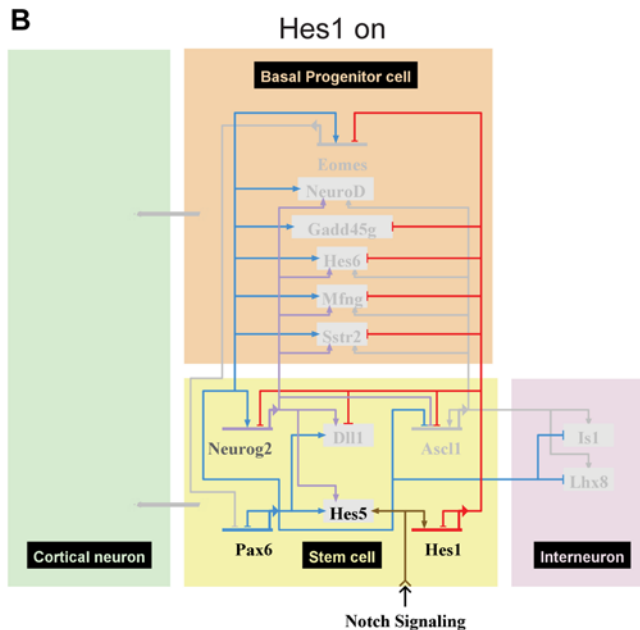 B
Hes1 on
Basal Progenitor cell
Eomes
NeuroD
Gadd45g
Hes6
Mfng
Sstr2
Neurog2
Dll1
Ascl1
Is1
Lhx8
Hes5
Pax6
Hes1
Cortical neuron
Stem cell
Interneuron
Notch Signaling